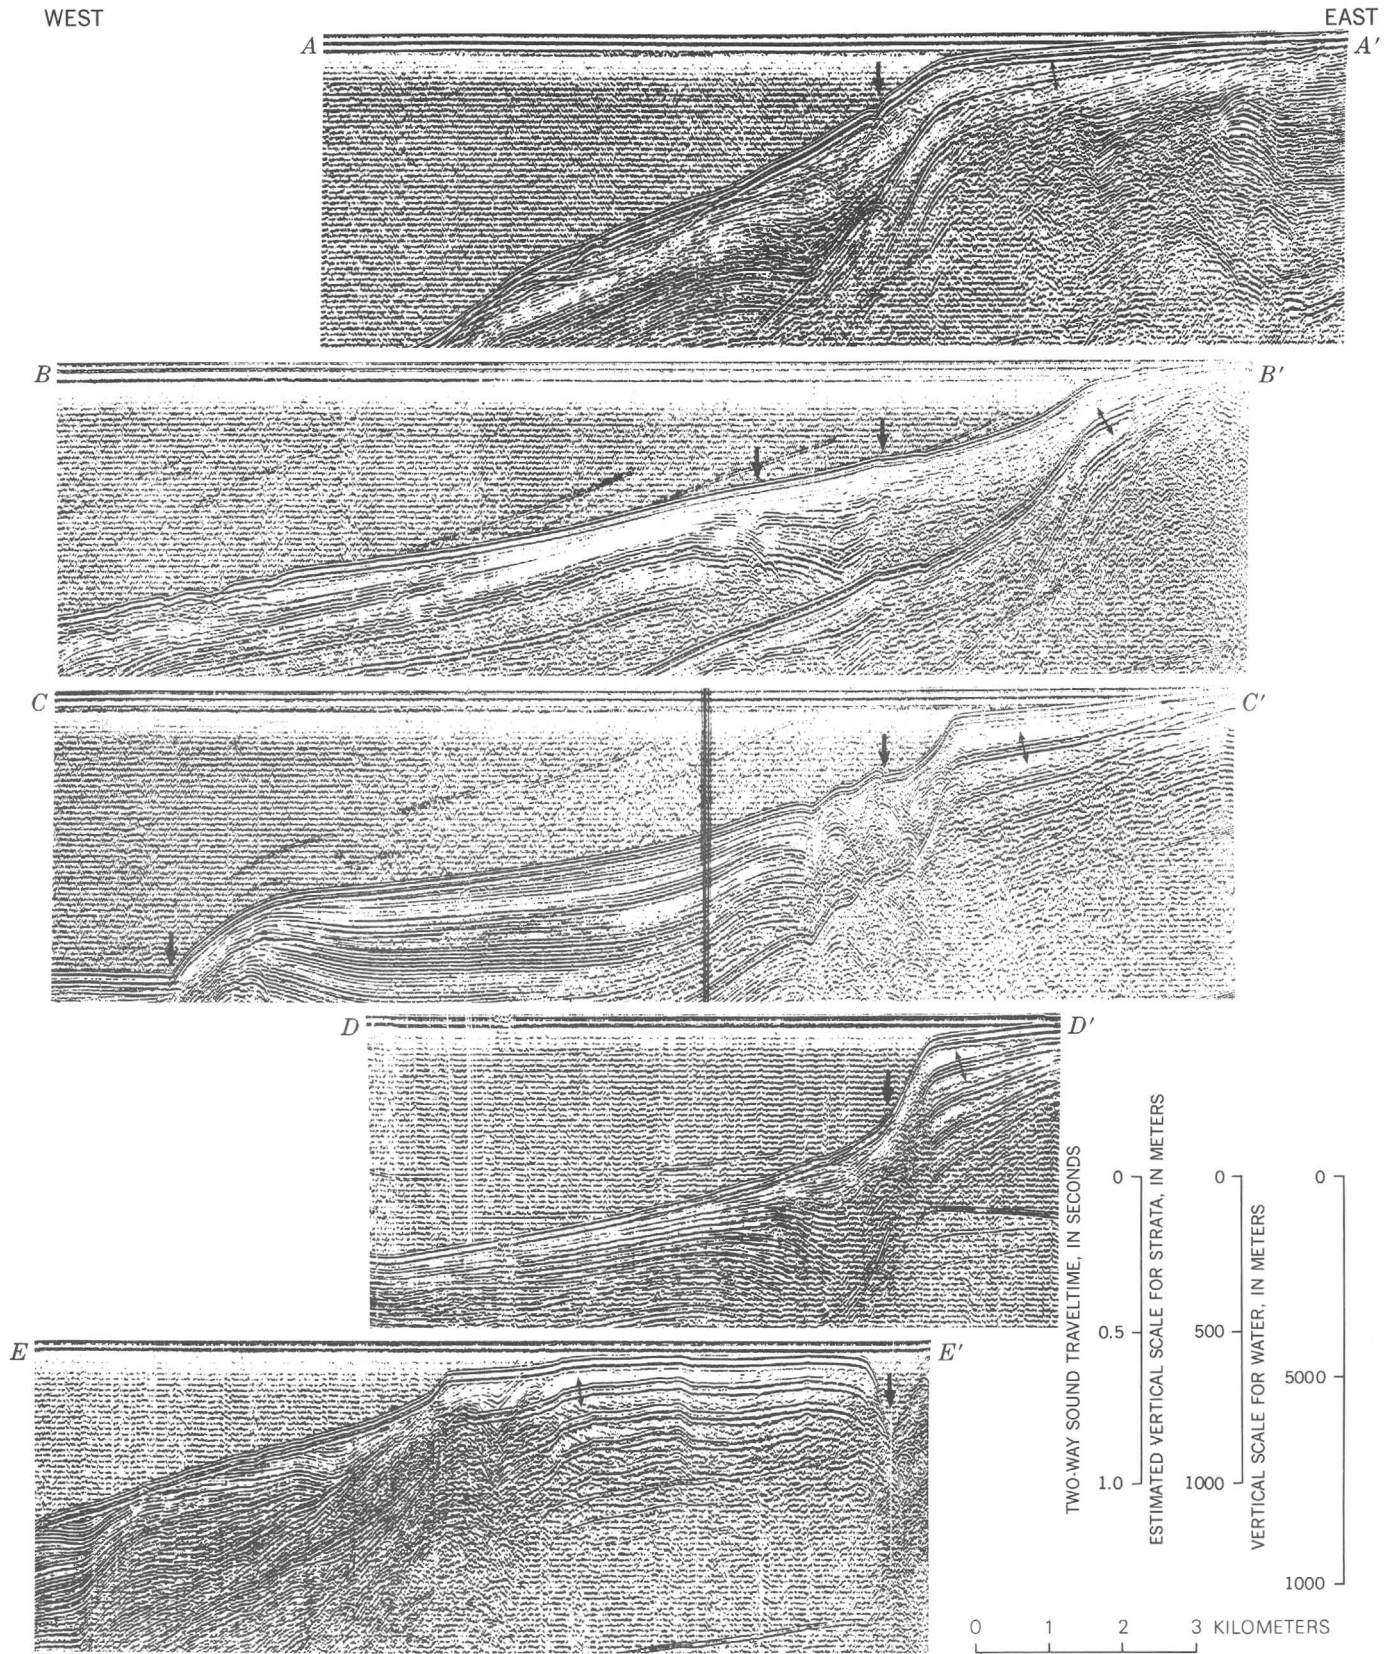 WEST
EAST
A
A′
B
B′
C
C′
D
D′
E
E′
TWO-WAY SOUND TRAVELTIME, IN SECONDS
0
0.5
1.0
ESTIMATED VERTICAL SCALE FOR STRATA, IN METERS
0
500
1000
VERTICAL SCALE FOR WATER, IN METERS
0
5000
1000
0 1 2 3 KILOMETERS